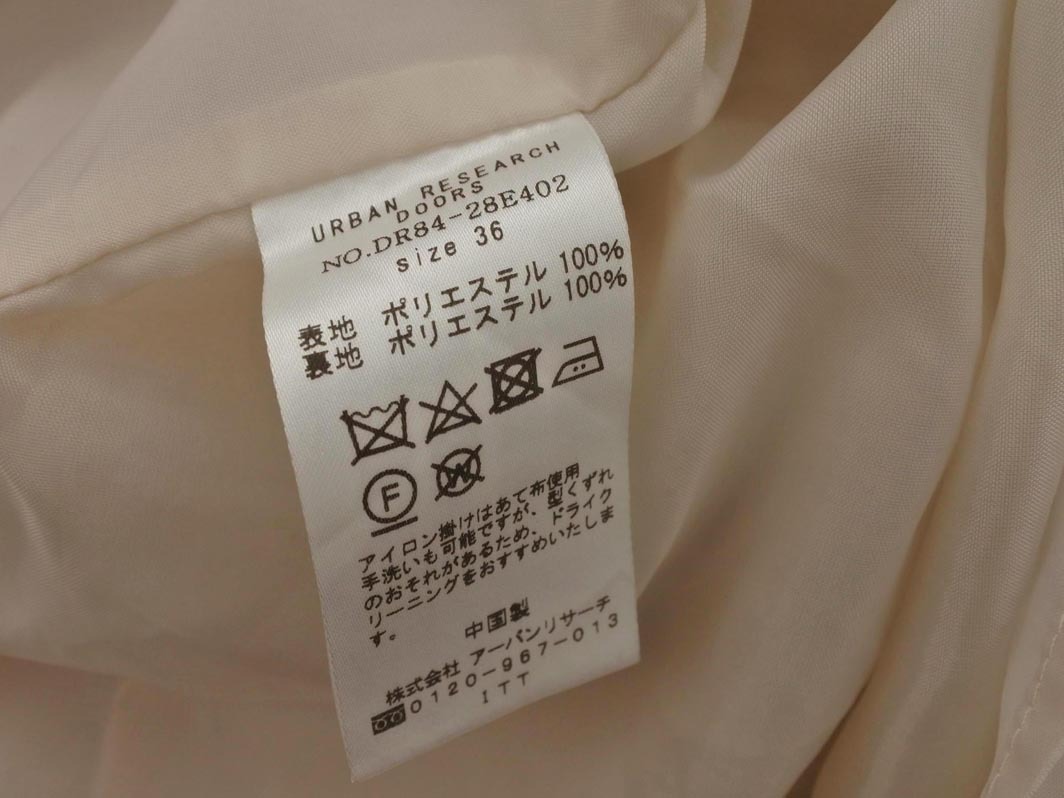 URBAN RESEARCH
DOORS
NO.DR84-28E402
size 36
表地 ポリエステル 100%
裏地 ポリエステル 100%
F
W
アイロン掛けはあて布使用
手洗いも可能ですが、型くずれ
のおそれがあるため、ドライク
リーニングをおすすめいたしま
す。
中国製
株式会社 アーバンリサーチ
0120-967-013
ITT